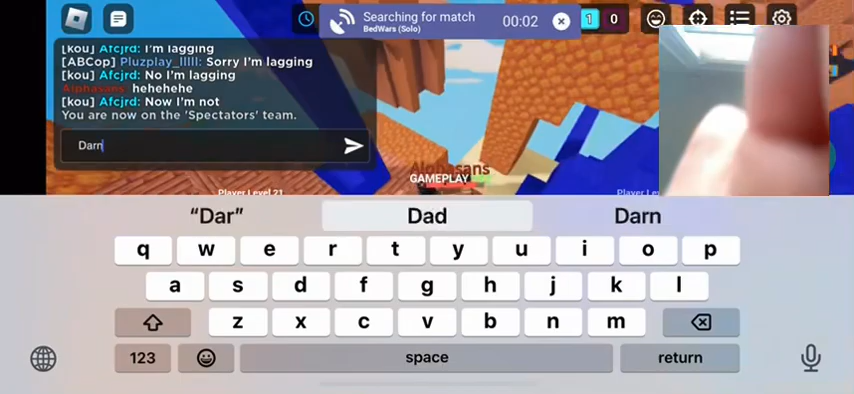 Searching for match
BedWars (Solo)
00:02
1 0
[kou] Afcjrd: I'm lagging
[ABCop] Pluzplay_lllll: Sorry I'm lagging
[kou] Afcjrd: No I'm lagging
Alphasans: hehehehe
[kou] Afcjrd: Now I'm not
You are now on the 'Spectators' team.
Darn
Alphasans
GAMEPLAY
Player Level 21
Player Le
“Dar” Dad Darn
q w e r t y u i o p
a s d f g h j k l
z x c v b n m
123 space return